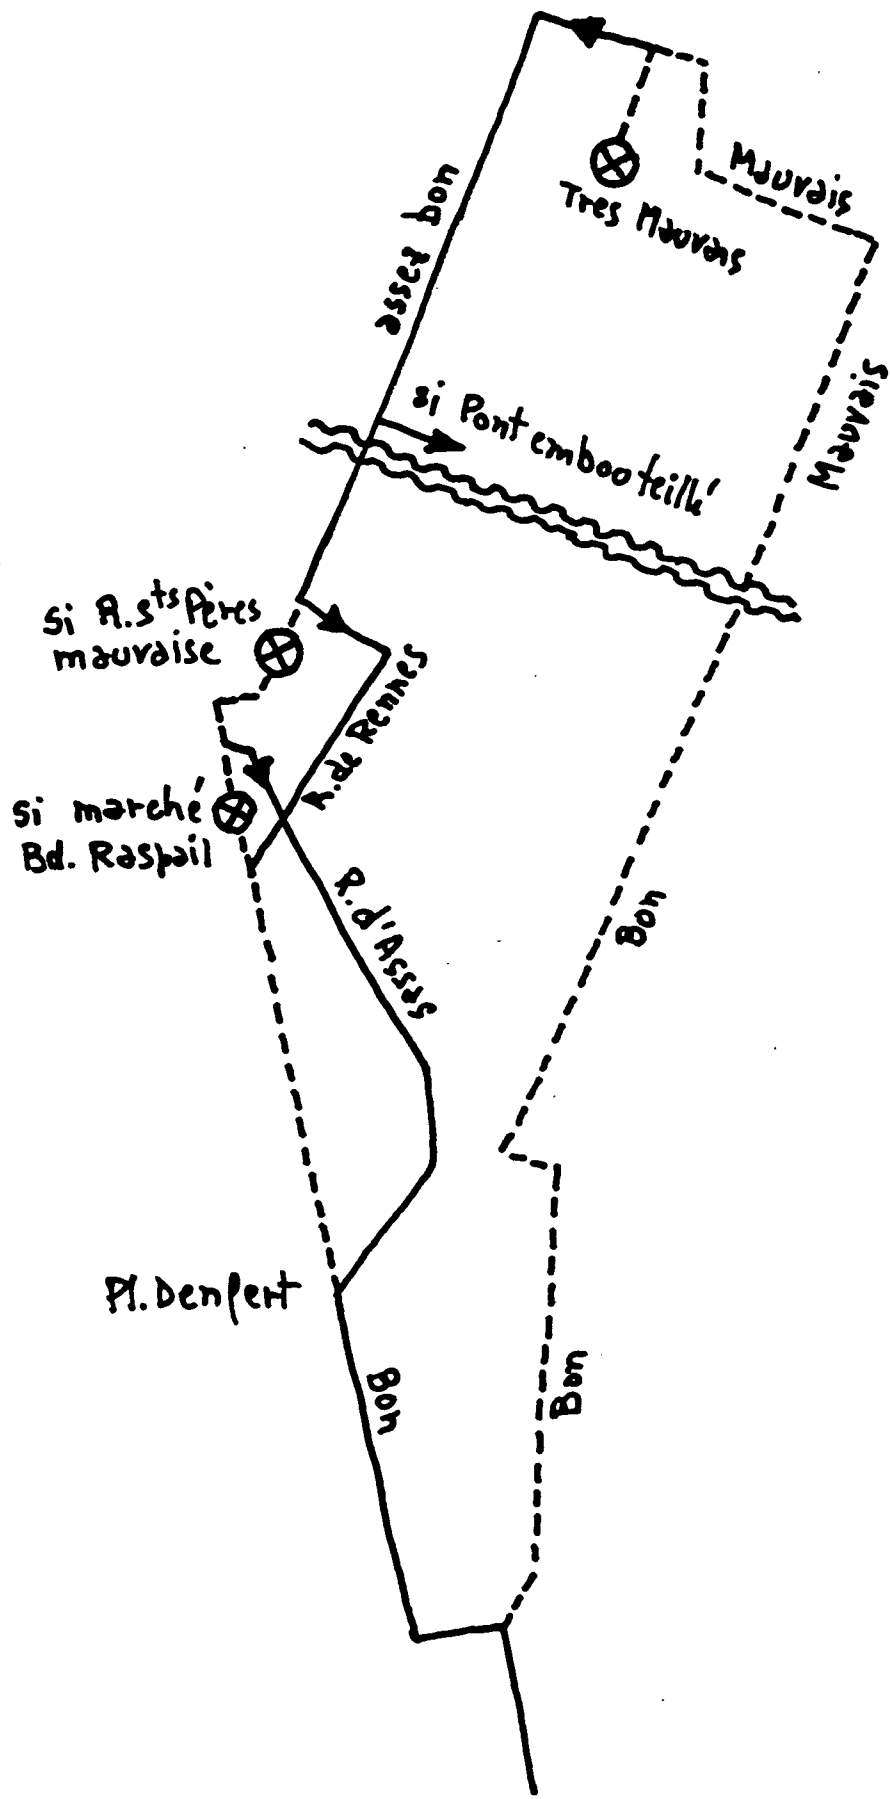 Mauvais
Tres Mauvais
assez bon
Mauvais
si Pont embouteillé
si R. sts Pères
mauvaise
R. de Rennes
si marché
Bd. Raspail
R. d'Assas
Bon
Pl. Denfert
Bon
Bon